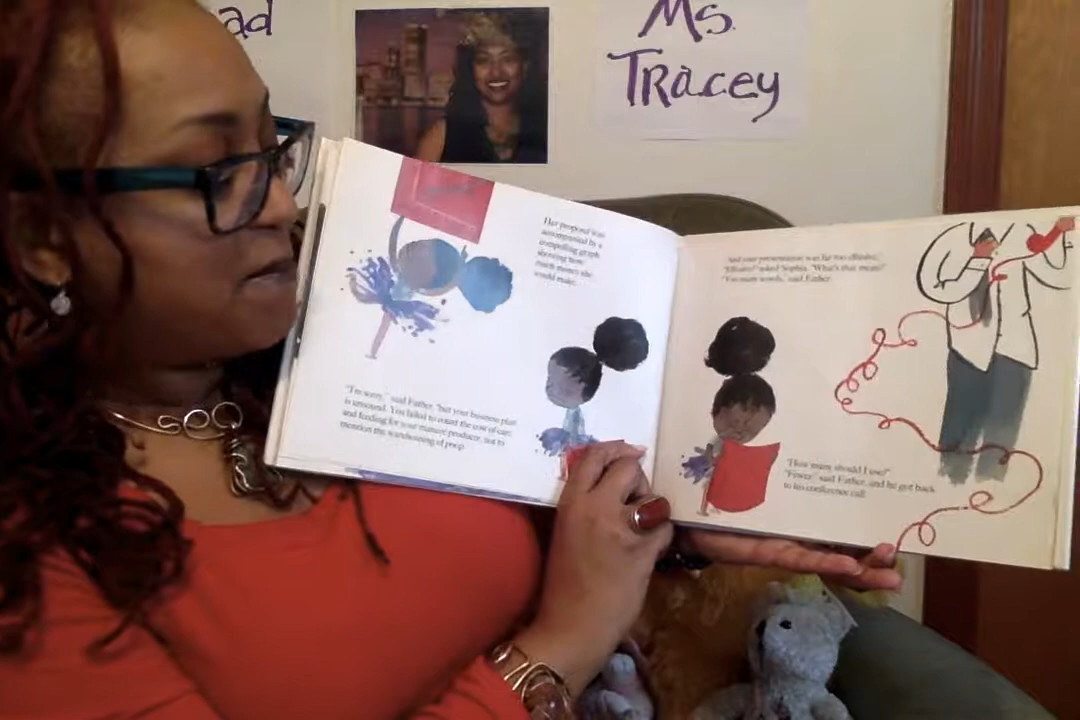 ad
Ms.
Tracey
Her proposal was
accompanied by a
compelling graph
showing how
much money she
would make.
"I'm sorry," said Father, "but your business plan
is unsound. You failed to count the cost of care
and feeding for your manure producer, not to
mention the warehousing of poop.
And your presentation was far too effusive."
"Effusive?" asked Sophia. "What's that mean?"
"Too many words," said Father.
"How many should I use?"
"Fewer," said Father, and he got back
to his conference call.